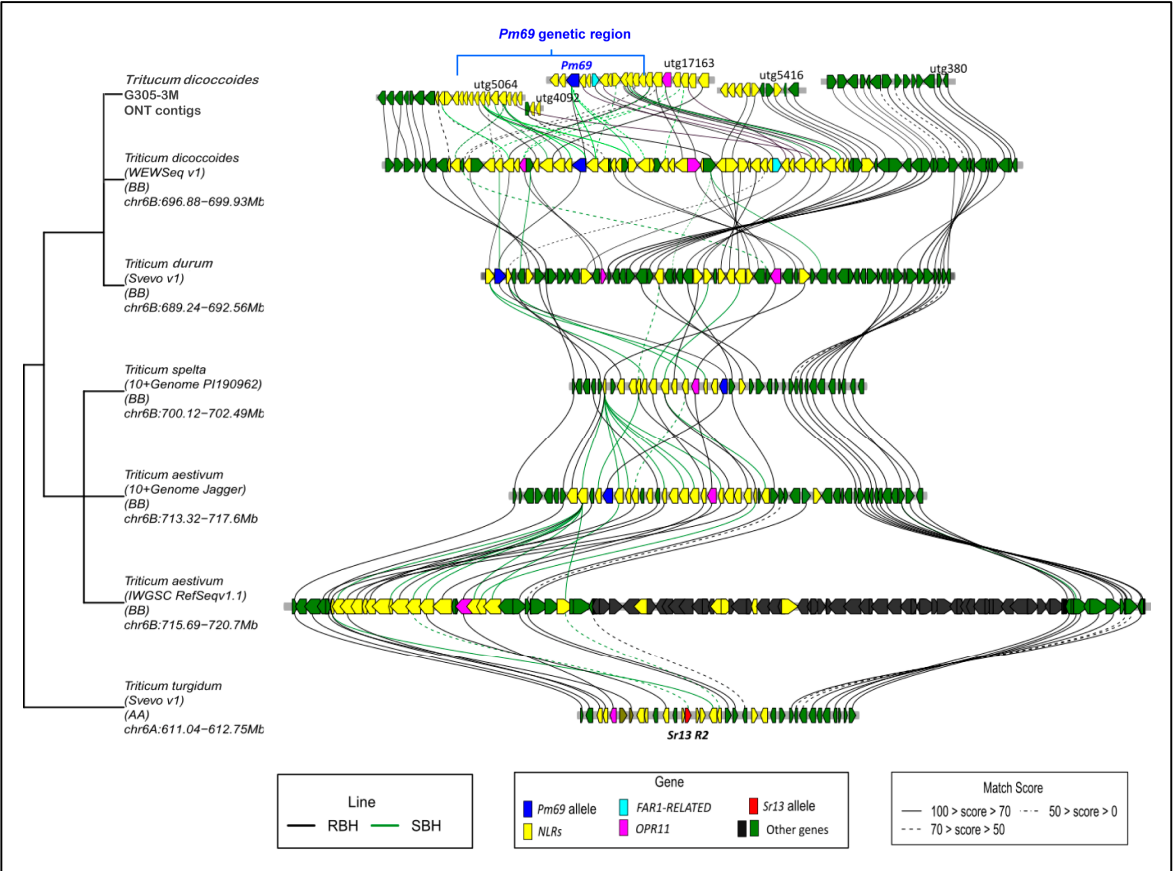 Pm69 genetic region
Pm69
utg17163
utg5064
utg4092
utg5416
utg380
Tritucum dicoccoides
G305-3M
ONT contigs
Triticum dicoccoides
(WEWSeq v1)
(BB)
chr6B:696.88−699.93Mb
Triticum durum
(Svevo v1)
(BB)
chr6B:689.24−692.56Mb
Triticum spelta
(10+Genome PI190962)
(BB)
chr6B:700.12−702.49Mb
Triticum aestivum
(10+Genome Jagger)
(BB)
chr6B:713.32−717.6Mb
Triticum aestivum
(IWGSC RefSeqv1.1)
(BB)
chr6B:715.69−720.7Mb
Triticum turgidum
(Svevo v1)
(AA)
chr6A:611.04−612.75Mb
Sr13 R2
Line
RBH SBH
Gene
Pm69 allele FAR1-RELATED Sr13 allele
NLRs OPR11 Other genes
Match Score
100 > score > 70 50 > score > 0
70 > score > 50